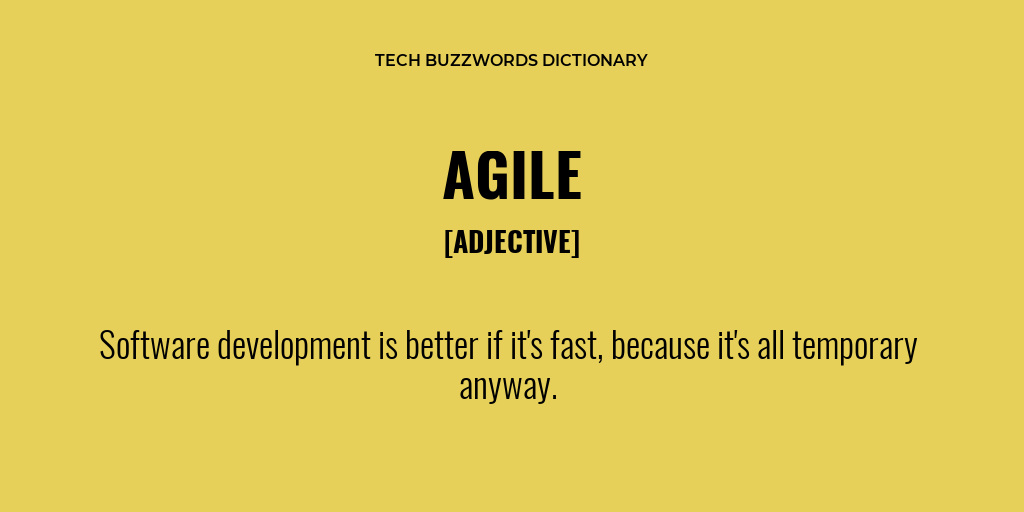 TECH BUZZWORDS DICTIONARY
AGILE
[ADJECTIVE]
Software development is better if it's fast, because it's all temporary
anyway.